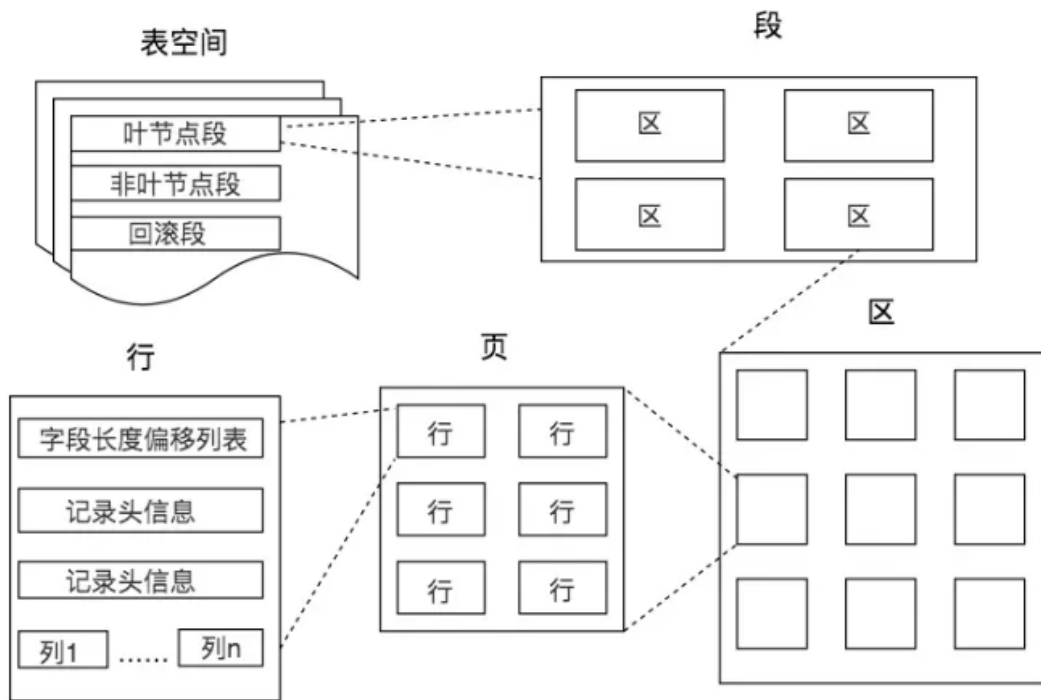 表空间
叶节点段
非叶节点段
回滚段
段
区
区
区
区
区
页
行
行
行
行
行
行
行
字段长度偏移列表
记录头信息
记录头信息
列1
......
列n